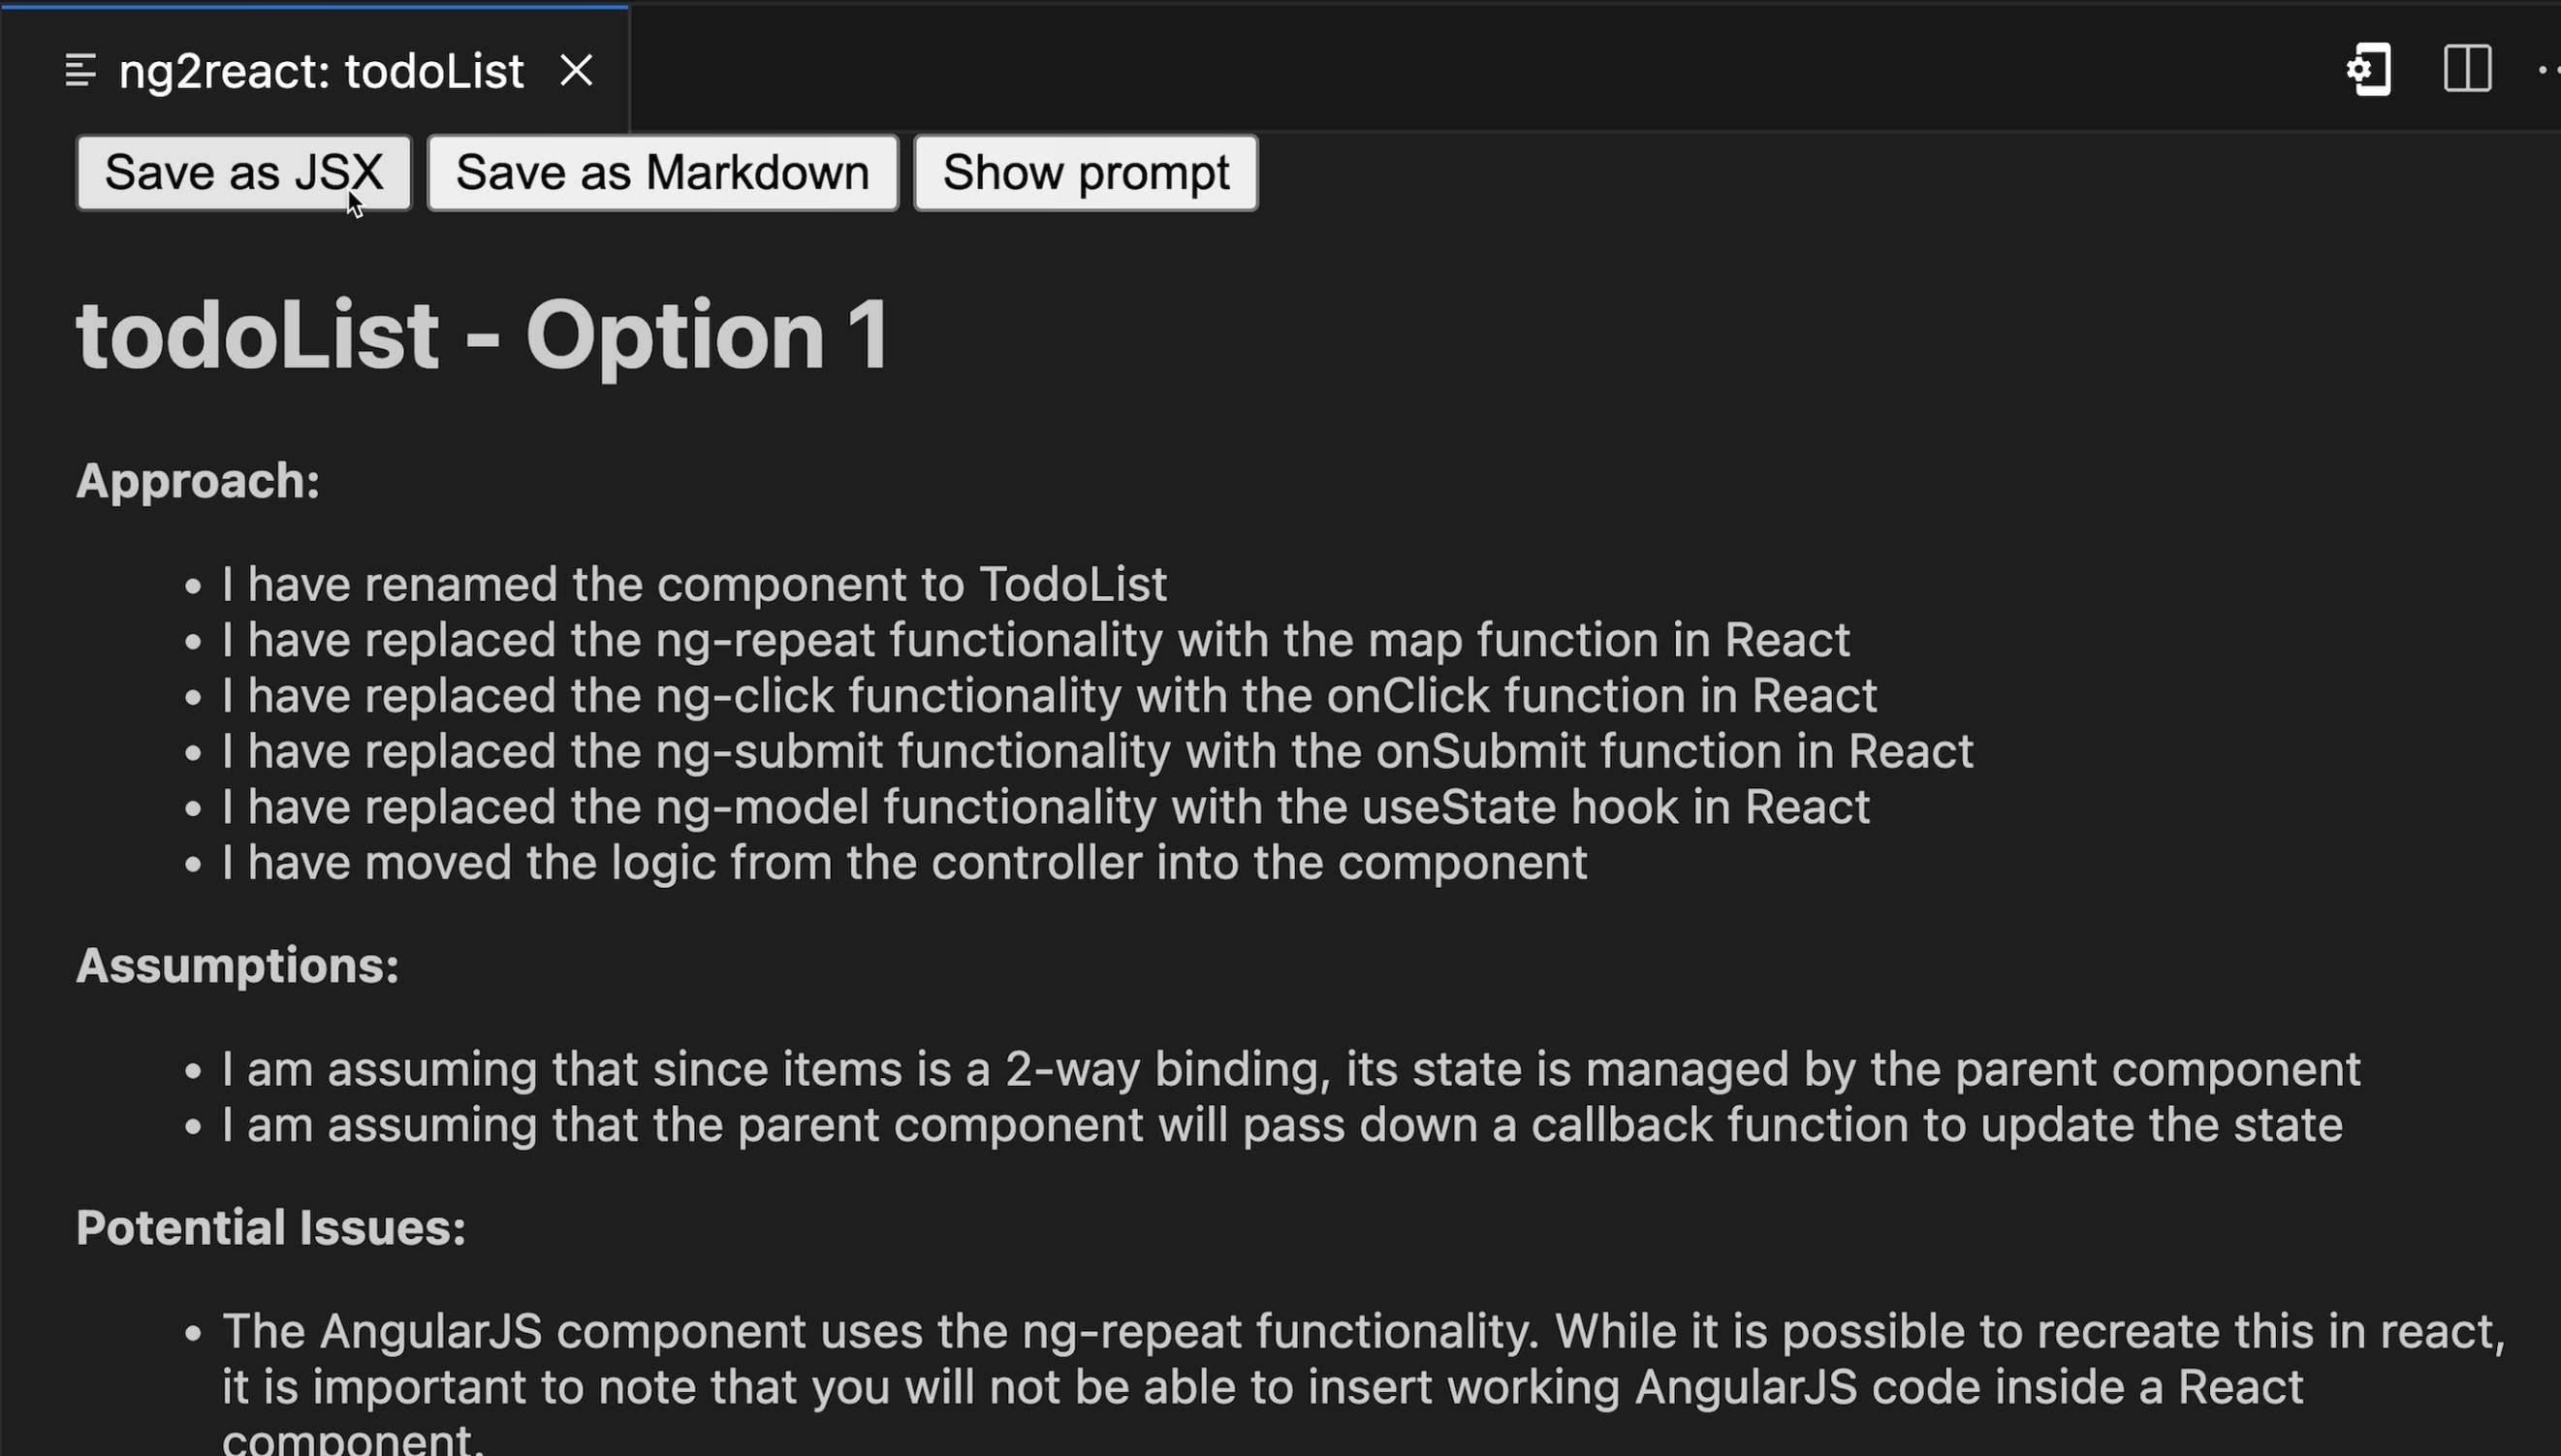 ng2react: todoList
Save as JSX
Save as Markdown
Show prompt
todoList - Option 1
Approach:
• I have renamed the component to TodoList
• I have replaced the ng-repeat functionality with the map function in React
• I have replaced the ng-click functionality with the onClick function in React
• I have replaced the ng-submit functionality with the onSubmit function in React
• I have replaced the ng-model functionality with the useState hook in React
• I have moved the logic from the controller into the component
Assumptions:
• I am assuming that since items is a 2-way binding, its state is managed by the parent component
• I am assuming that the parent component will pass down a callback function to update the state
Potential Issues:
• The AngularJS component uses the ng-repeat functionality. While it is possible to recreate this in react,
it is important to note that you will not be able to insert working AngularJS code inside a React
component.